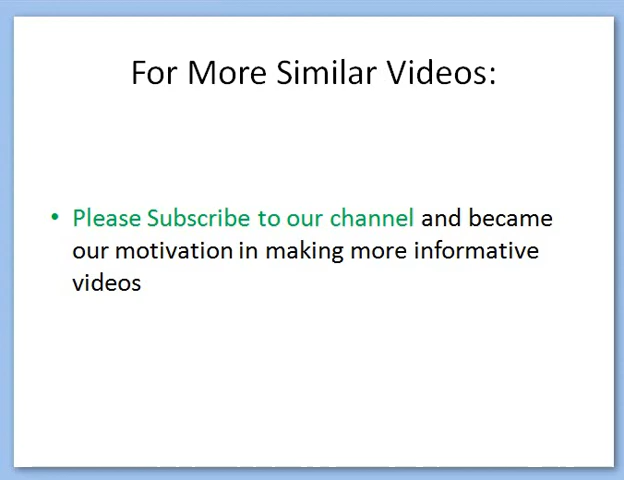 For More Similar Videos:
• Please Subscribe to our channel and became
our motivation in making more informative
videos